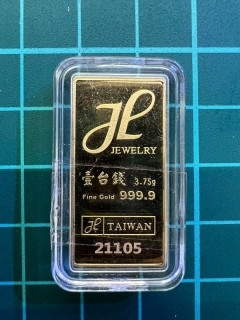 JL
JEWELRY
壹台錢 3.75g
Fine Gold 999.9
JL TAIWAN
21105